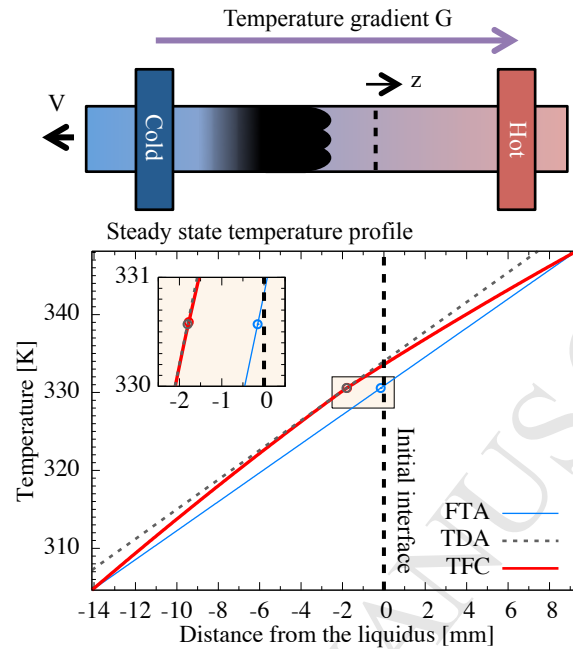 Temperature gradient G
V
z
Cold
Hot
Steady state temperature profile
331
330
-2
-1
0
340
330
320
310
Temperature [K]
Initial interface
FTA
TDA
TFC
-14 -12 -10 -8 -6 -4 -2 0 2 4 6 8
Distance from the liquidus [mm]
ANUS